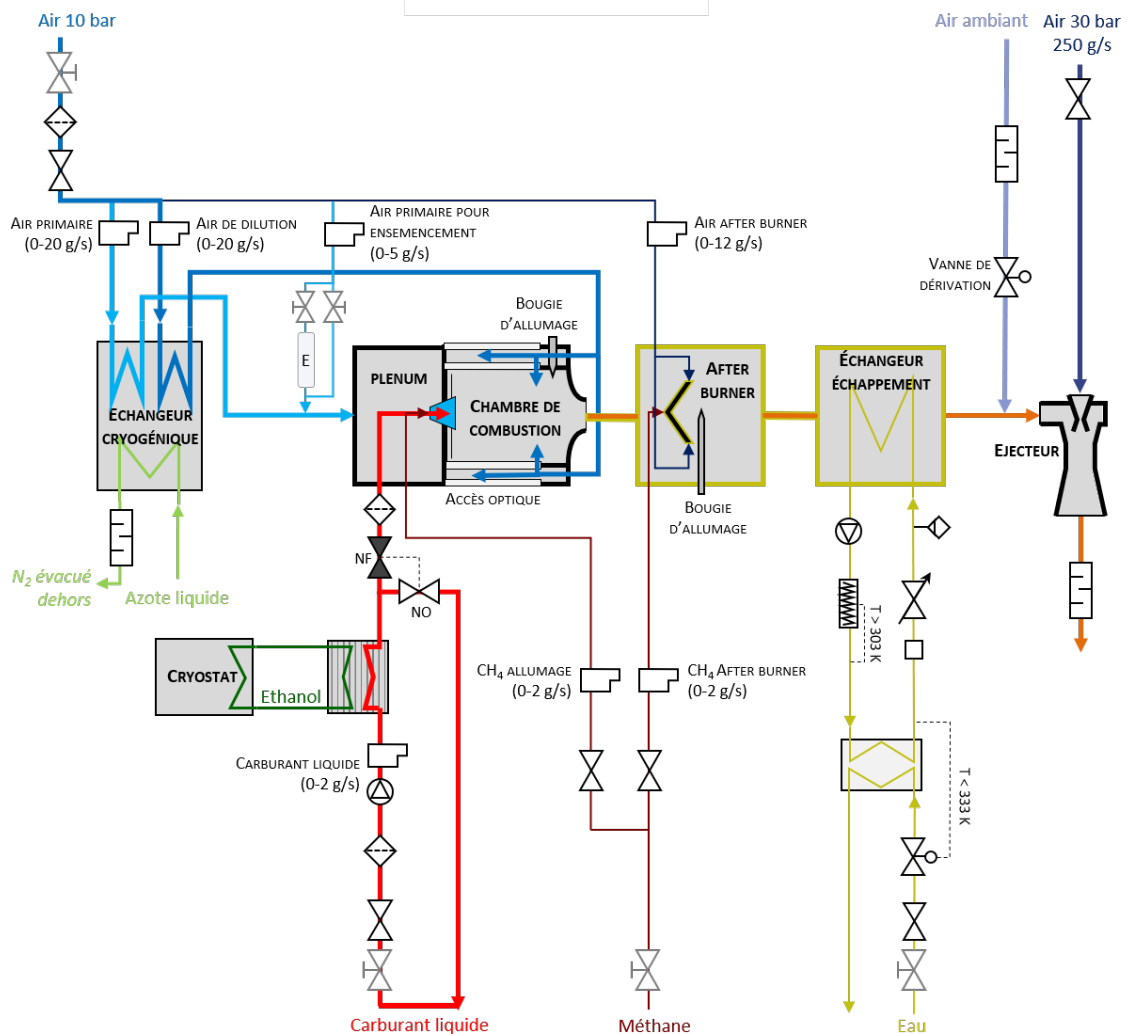 Air 10 bar
Air ambiant
Air 30 bar
250 g/s
AIR PRIMAIRE
(0-20 g/s)
AIR DE DILUTION
(0-20 g/s)
AIR PRIMAIRE POUR
ENSEMENCEMENT
(0-5 g/s)
AIR AFTER BURNER
(0-12 g/s)
VANNE DE
DÉRIVATION
BOUGIE
D'ALLUMAGE
E
PLENUM
CHAMBRE DE
COMBUSTION
AFTER
BURNER
ÉCHANGEUR
ÉCHAPPEMENT
ÉCHANGEUR
CRYOGÉNIQUE
EJECTEUR
ACCÈS OPTIQUE
BOUGIE
D'ALLUMAGE
NF
NO
N2 évacué
dehors
Azote liquide
T > 303 K
CRYOSTAT
Ethanol
CH4 ALLUMAGE
(0-2 g/s)
CH4 AFTER BURNER
(0-2 g/s)
CARBURANT LIQUIDE
(0-2 g/s)
T < 333 K
Carburant liquide
Méthane
Eau